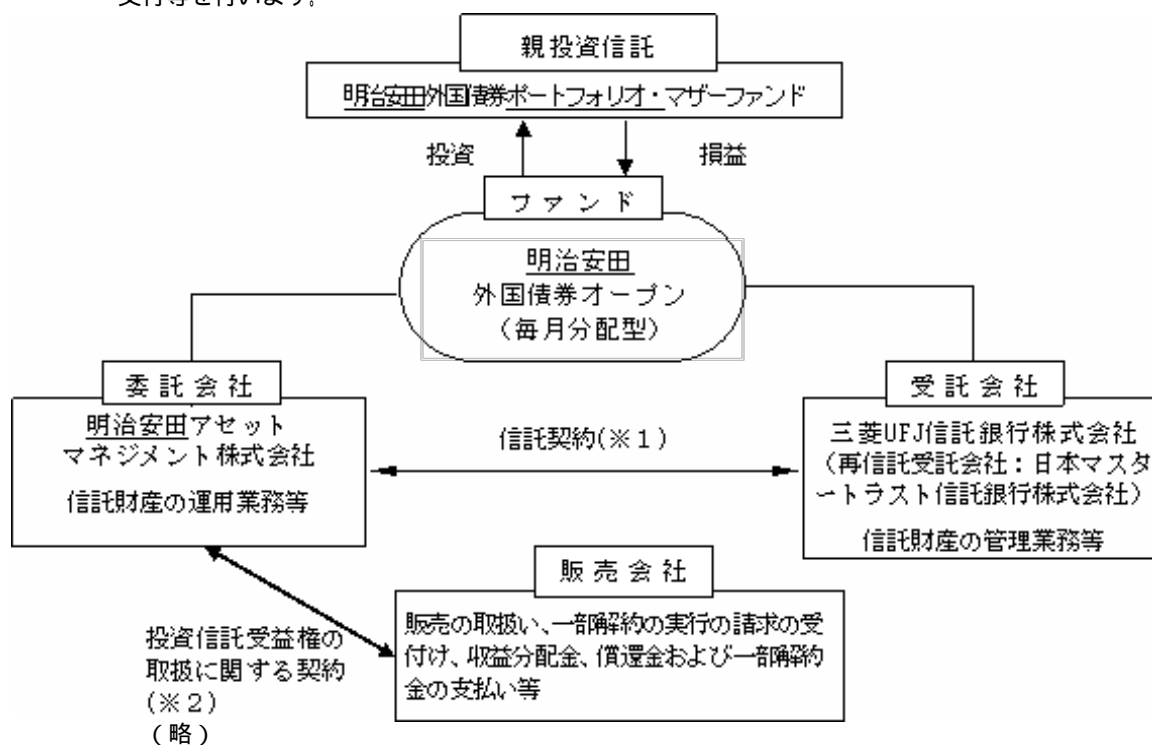 交付等を行います。
親投資信託
明治安田外国債券ポートフォリオ・マザーファンド
投資
損益
ファンド
明治安田
外国債券オープン
（毎月分配型）
委託会社
明治安田アセット
マネジメント株式会社
信託財産の運用業務等
信託契約(※１)
受託会社
三菱UFJ信託銀行株式会社
（再信託受託会社：日本マスタ
ートラスト信託銀行株式会社）
信託財産の管理業務等
販売会社
販売の取扱い、一部解約の実行の請求の受
付け、収益分配金、償還金および一部解約
金の支払い等
投資信託受益権の
取扱に関する契約
(※２)
（略）